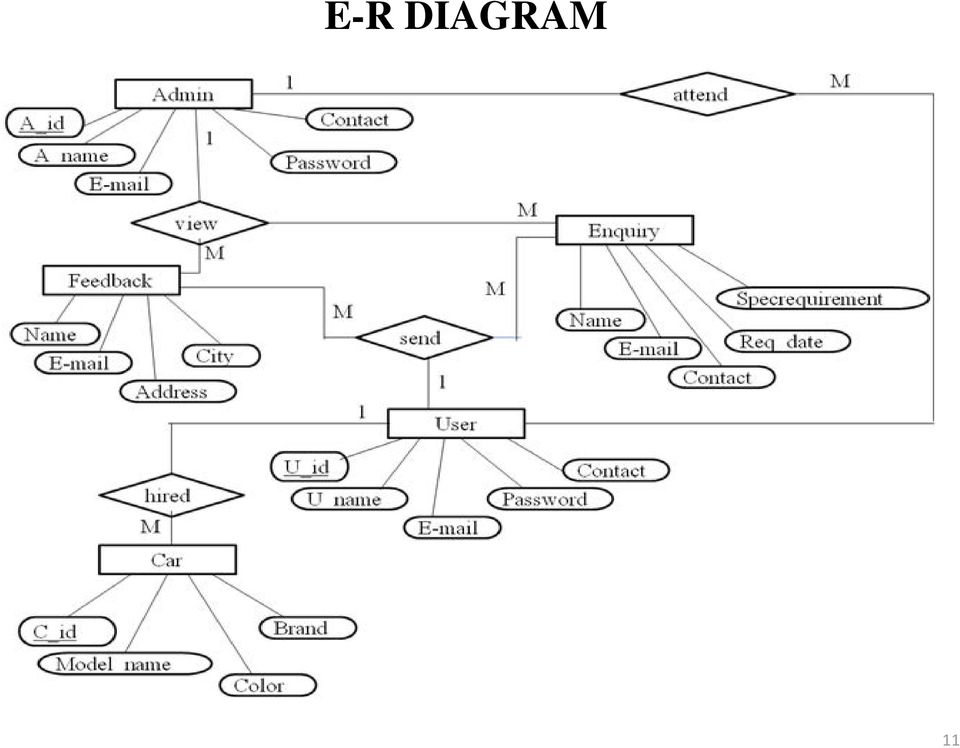 E-R DIAGRAM
Admin
1
attend
M
A_id
A_name
E-mail
1
Contact
Password
view
M
Enquiry
M
Feedback
Name
E-mail
City
Address
M
send
M
1
Name
E-mail
Contact
Req_date
Specrequirement
1
User
U_id
U_name
E-mail
Password
Contact
hired
M
Car
C_id
Model_name
Color
Brand
11